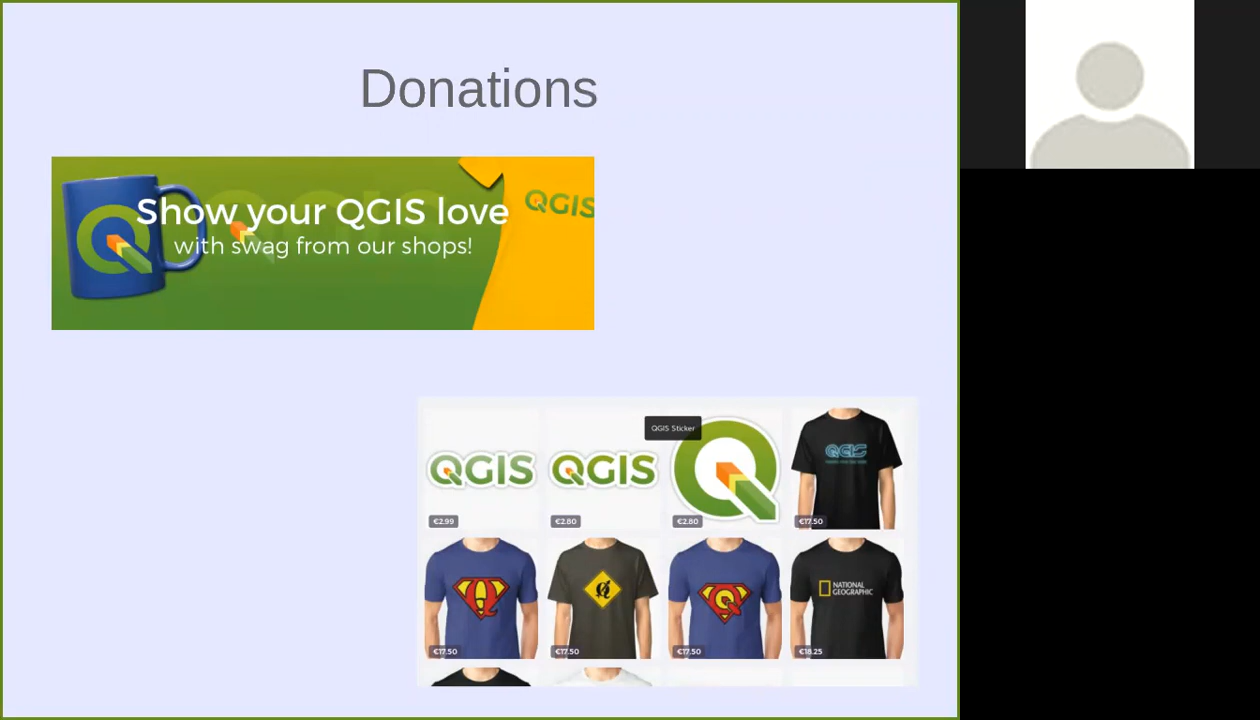 Donations
Show your QGIS love
with swag from our shops!
QGIS
QGIS Sticker
QGIS
QGIS
QGIS
€2.99
€2.80
€2.80
€17.50
NATIONAL
GEOGRAPHIC
€17.50
€17.50
€17.50
€18.25